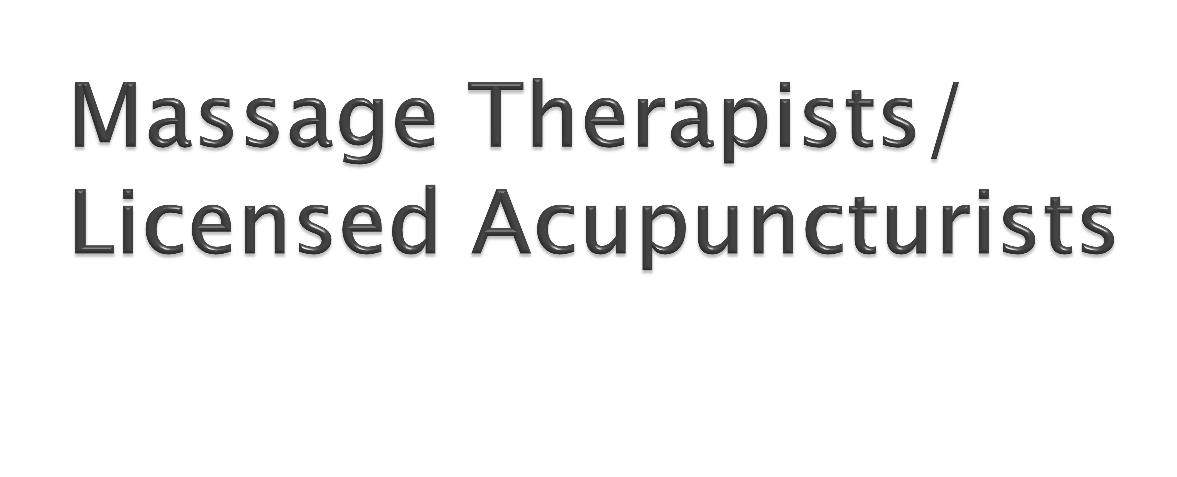 Massage Therapists/
Licensed Acupuncturists